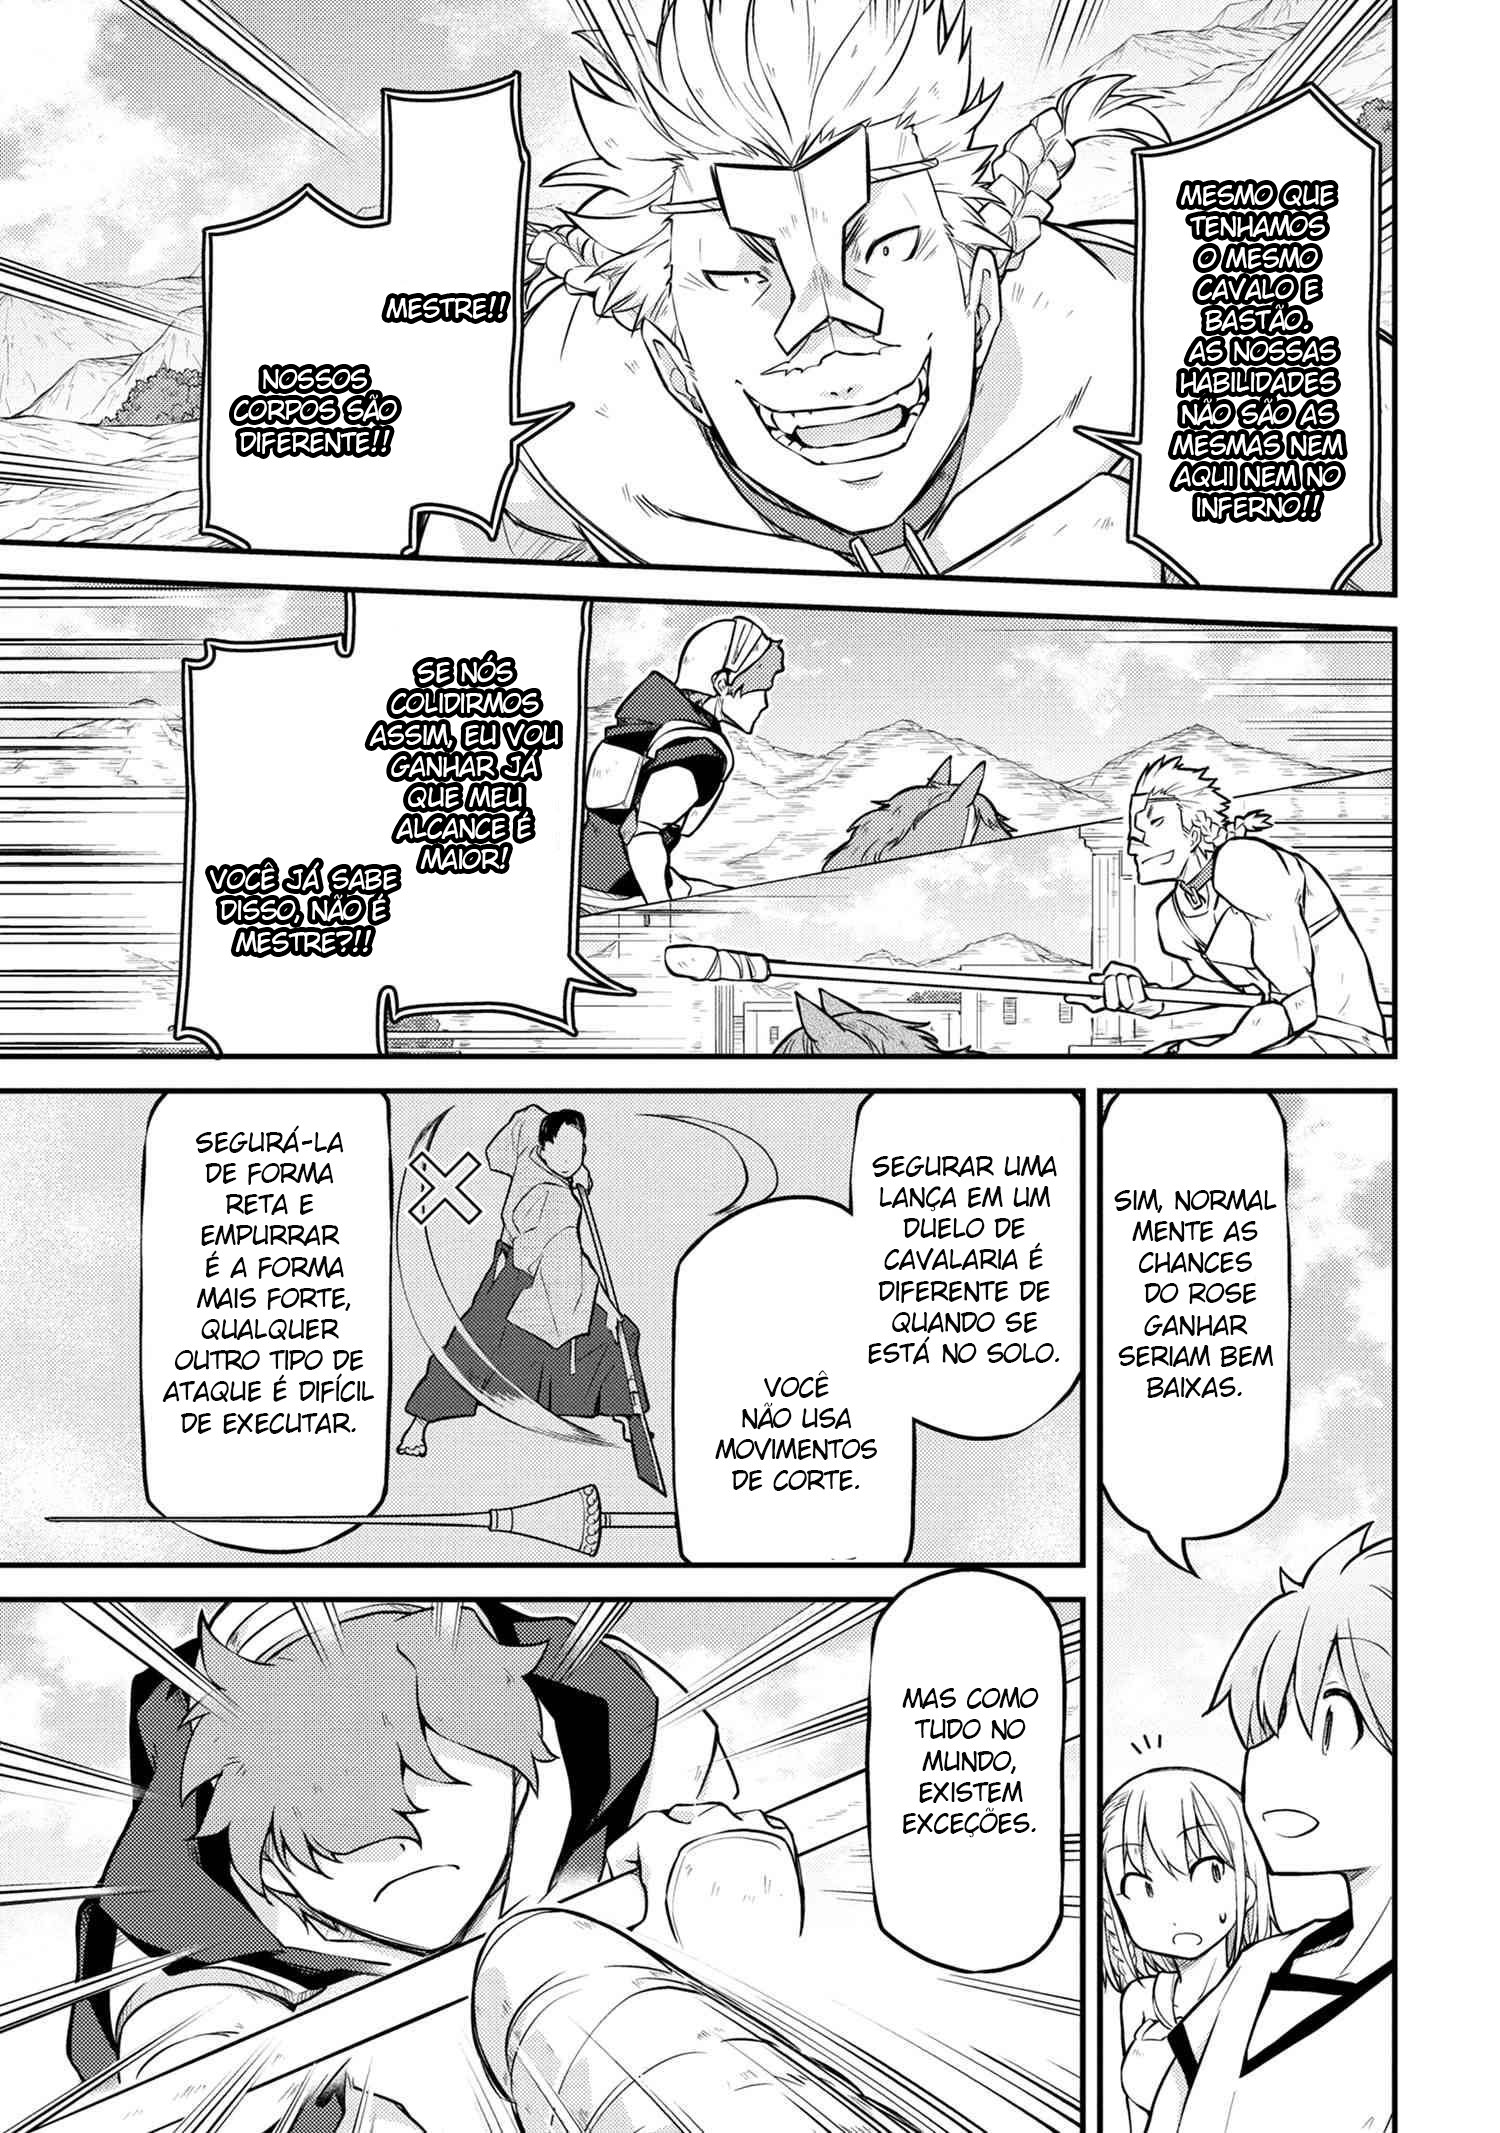 MESMO QUE
TENHAMOS
O MESMO
CAVALO E
BASTÃO.
AS NOSSAS
HABILIDADES
NÃO SÃO AS
MESMAS NEM
AQUI NEM NO
INFERNO!!
MESTRE!!
NOSSOS
CORPOS SÃO
DIFERENTE!!
SE NÓS
COLIDIRMOS
ASSIM, EU VOU
GANHAR JÁ
QUE MEU
ALCANCE É
MAIOR!
VOCÊ JÁ SABE
DISSO, NÃO É
MESTRE?!!
SIM, NORMAL
MENTE AS
CHANCES
DO ROSE
GANHAR
SERIAM BEM
BAIXAS.
SEGURAR UMA
LANÇA EM UM
DUELO DE
CAVALARIA É
DIFERENTE DE
QUANDO SE
ESTÁ NO SOLO.
VOCÊ
NÃO USA
MOVIMENTOS
DE CORTE.
SEGURÁ-LA
DE FORMA
RETA E
EMPURRAR
É A FORMA
MAIS FORTE,
QUALQUER
OUTRO TIPO DE
ATAQUE É DIFÍCIL
DE EXECUTAR.
MAS COMO
TUDO NO
MUNDO,
EXISTEM
EXCEÇÕES.